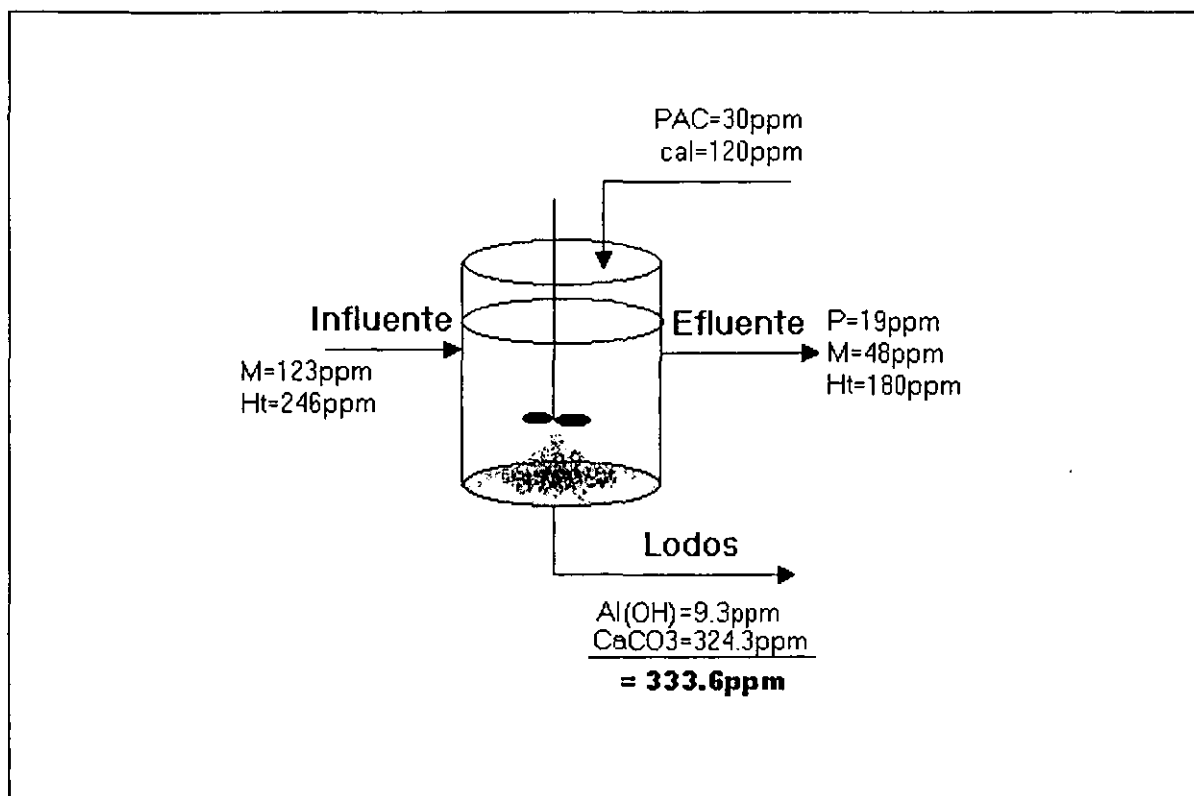 PAC=30ppm
cal=120ppm
Influente
M=123ppm
Ht=246ppm
Efluente
P=19ppm
M=48ppm
Ht=180ppm
Lodos
Al(OH)=9.3ppm
CaCO3=324.3ppm
= 333.6ppm